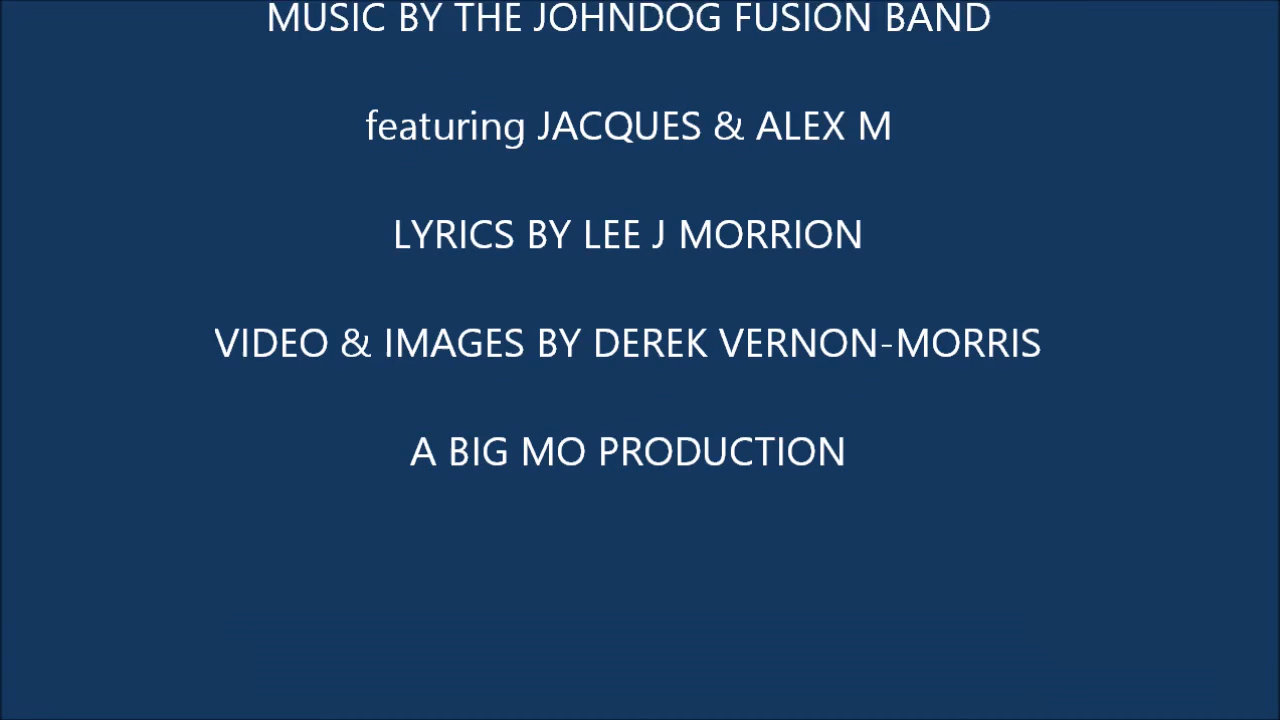 MUSIC BY THE JOHNDOG FUSION BAND
featuring JACQUES & ALEX M
LYRICS BY LEE J MORRION
VIDEO & IMAGES BY DEREK VERNON-MORRIS
A BIG MO PRODUCTION